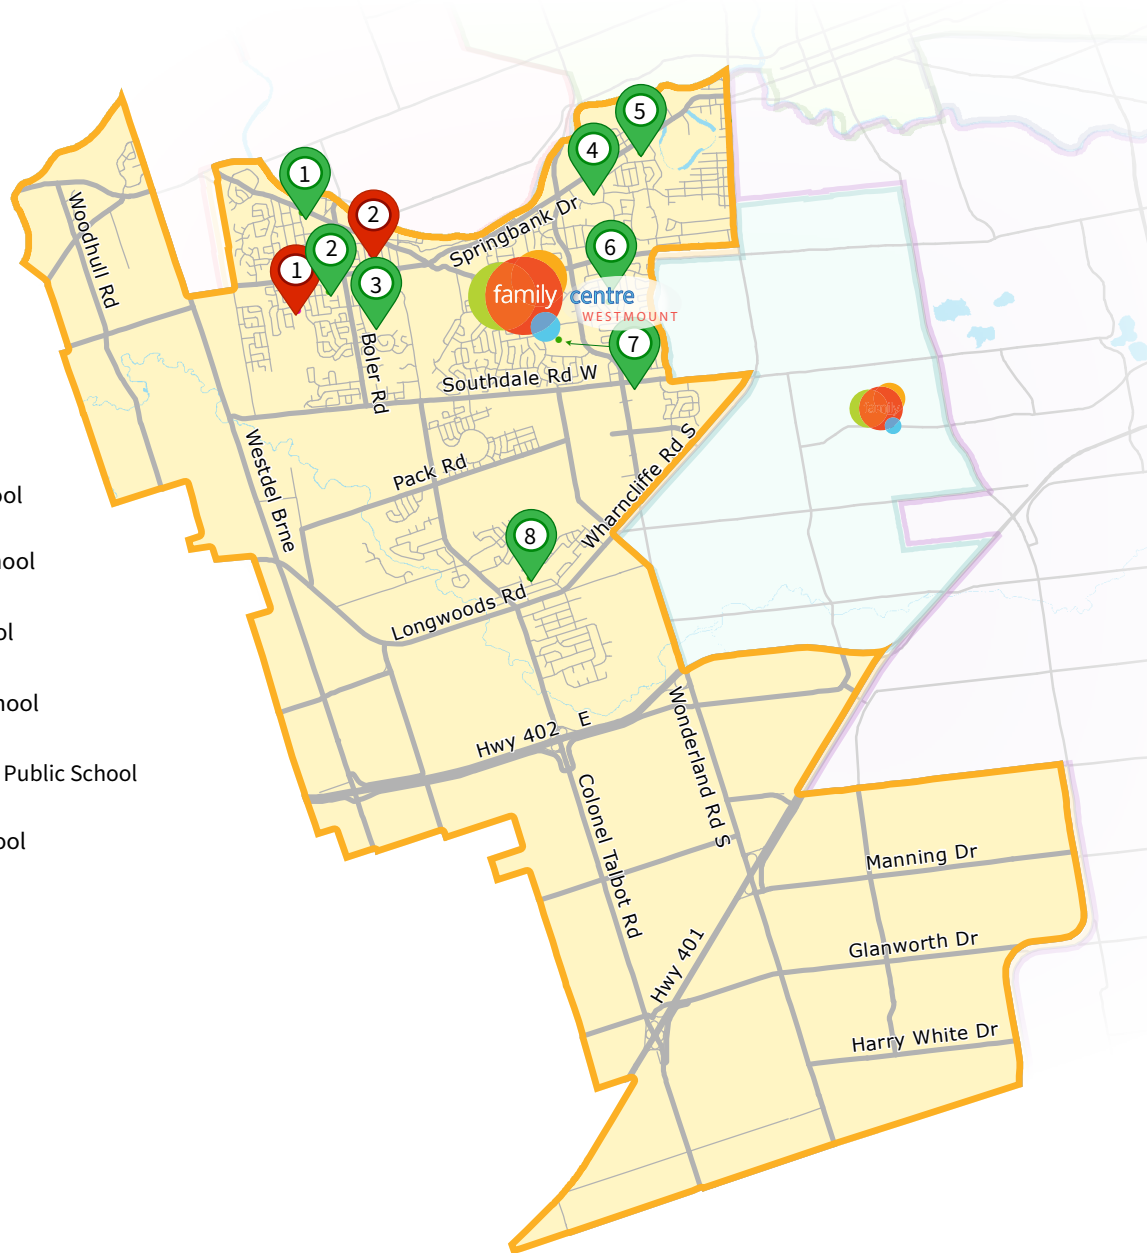 5
4
1
2
Woodhull Rd
Springbank Dr
6
2
1
3
family centre
WESTMOUNT
7
Boler Rd
Southdale Rd W
family
Westdel Brne
Pack Rd
Wharncliffe Rd S
ool
8
hool
Longwoods Rd
ol
hool
Wonderland Rd S
Hwy 402 E
Public School
Colonel Talbot Rd
ool
Manning Dr
Hwy 401
Glanworth Dr
Harry White Dr